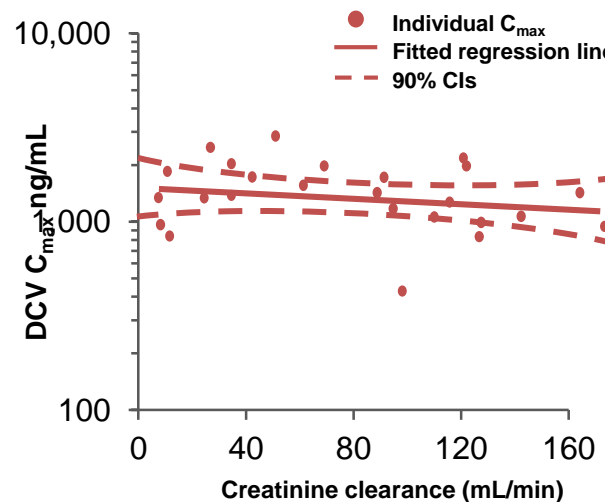 10,000
Individual Cmax
Fitted regression line
90% CIs
DCV Cmax, ng/mL
000
100
0
40
80
120
160
Creatinine clearance (mL/min)